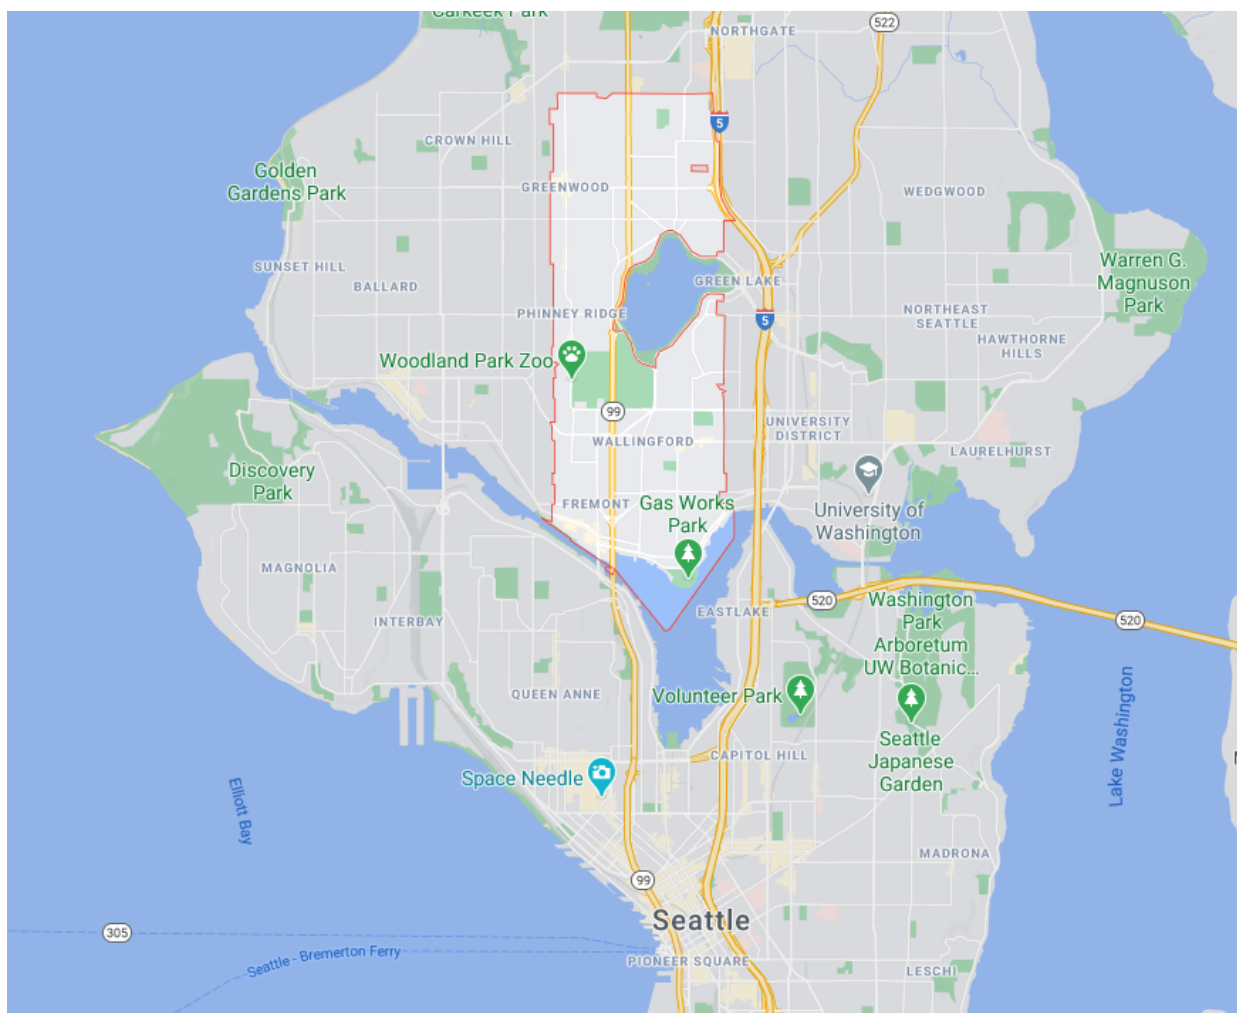 Carkeek Park
522
NORTHGATE
5
CROWN HILL
Golden
Gardens Park
GREENWOOD
WEDGWOOD
SUNSET HILL
BALLARD
GREEN LAKE
Warren G.
Magnuson
Park
PHINNEY RIDGE
5
NORTHEAST
SEATTLE
HAWTHORNE
HILLS
Woodland Park Zoo
99
WALLINGFORD
UNIVERSITY
DISTRICT
LAURELHURST
Discovery
Park
FREMONT
Gas Works
Park
University of
Washington
MAGNOLIA
INTERBAY
EASTLAKE
520
Washington
Park
Arboretum
UW Botanic...
520
QUEEN ANNE
Volunteer Park
Seattle
Japanese
Garden
Lake Washington
CAPITOL HILL
Space Needle
Elliott Bay
MADRONA
99
Seattle
305
Seattle - Bremerton Ferry
PIONEER SQUARE
LESCHI